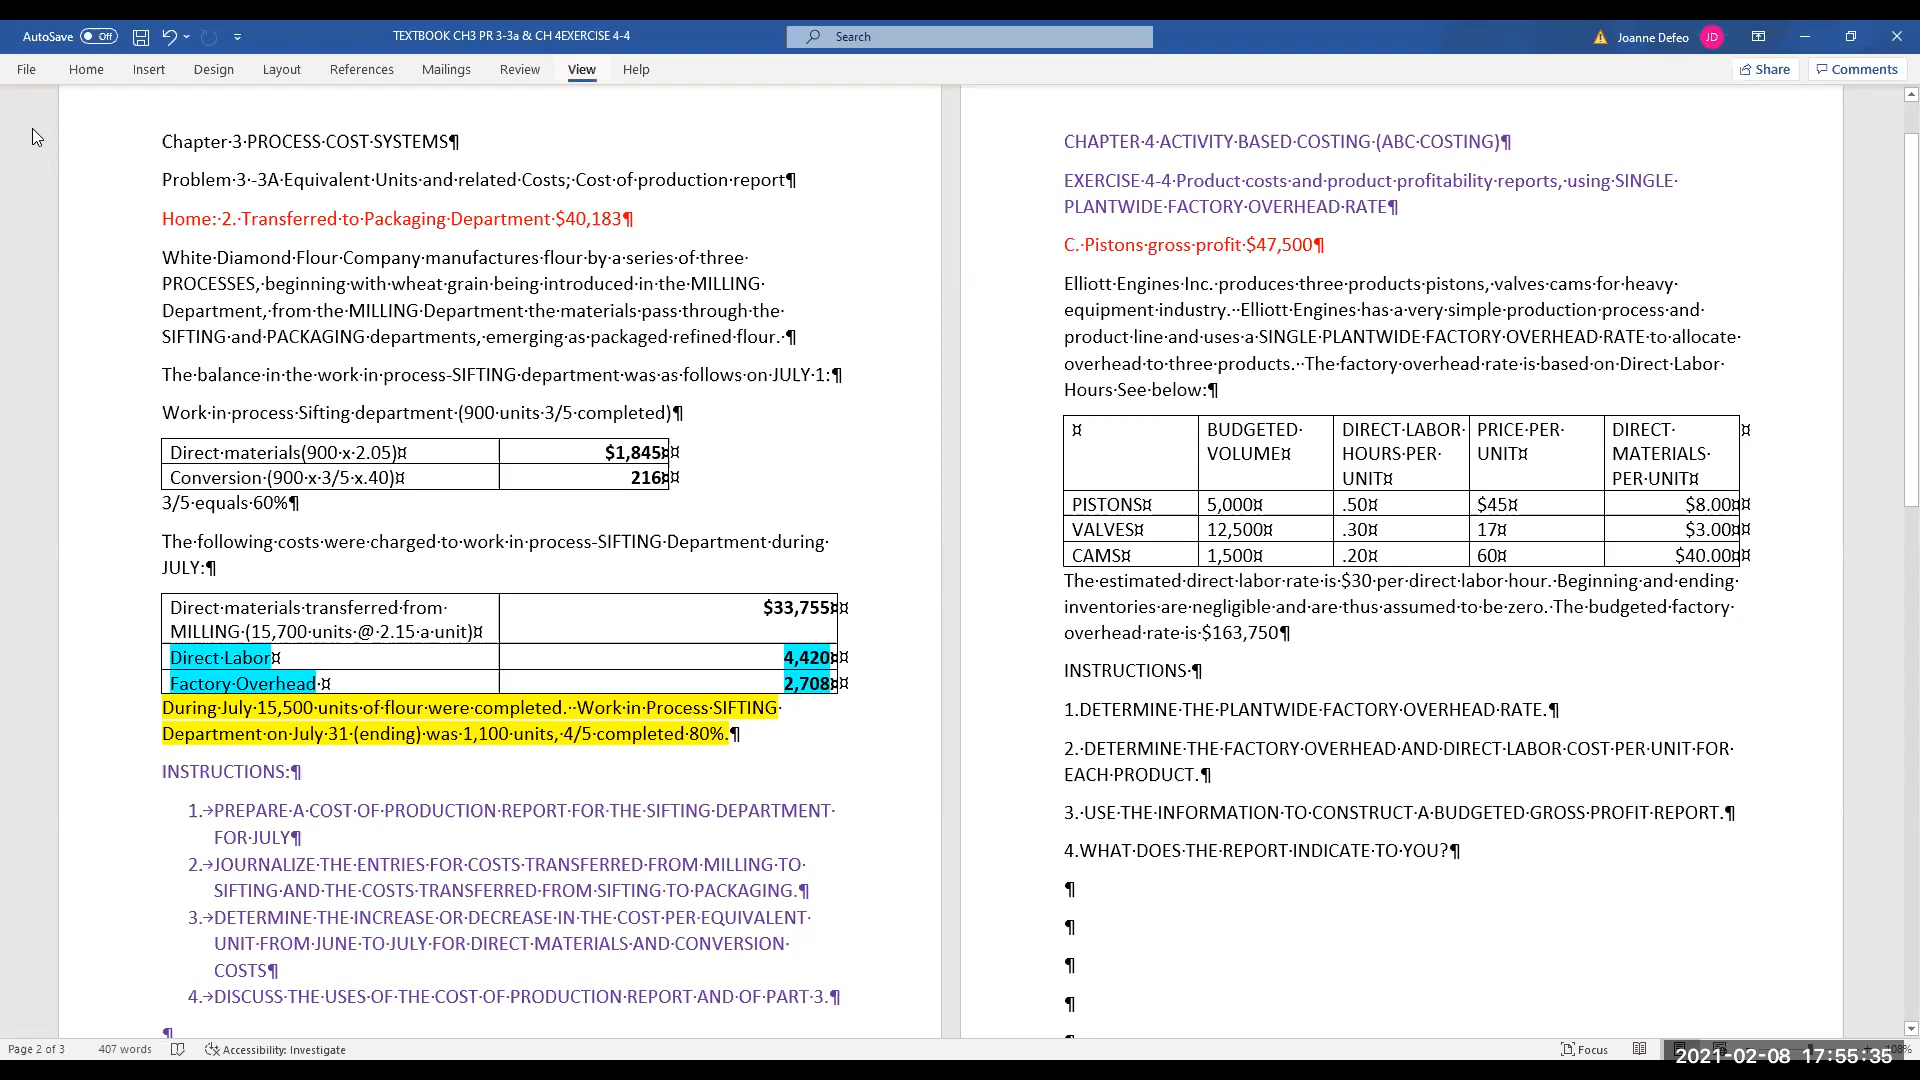 AutoSave Off
TEXTBOOK CH3 PR 3-3a & CH 4EXERCISE 4-4
Search
Joanne Defeo JD
File Home Insert Design Layout References Mailings Review View Help
Share Comments
Chapter·3·PROCESS·COST·SYSTEMS¶
Problem·3·-3A·Equivalent·Units·and·related·Costs;·Cost·of·production·report¶
Home:·2.·Transferred·to·Packaging·Department·$40,183¶
White·Diamond·Flour·Company·manufactures·flour·by·a·series·of·three·
PROCESSES,·beginning·with·wheat·grain·being·introduced·in·the·MILLING·
Department,·from·the·MILLING·Department·the·materials·pass·through·the·
SIFTING·and·PACKAGING·departments,·emerging·as·packaged·refined·flour.·¶
The·balance·in·the·work·in·process-SIFTING·department·was·as·follows·on·JULY·1:¶
Work·in·process·Sifting·department·(900·units·3/5·completed)¶
Direct·materials(900·x·2.05)¤ $1,845¤¤
Conversion·(900·x·3/5·x.40)¤ 216¤¤
3/5·equals·60%¶
The·following·costs·were·charged·to·work·in·process-SIFTING·Department·during·
JULY:¶
Direct·materials·transferred·from· $33,755¤¤
MILLING·(15,700·units·@·2.15·a·unit)¤
Direct·Labor¤ 4,420¤¤
Factory·Overhead·¤ 2,708¤¤
During·July·15,500·units·of·flour·were·completed.··Work·in·Process·SIFTING·
Department·on·July·31·(ending)·was·1,100·units,·4/5·completed·80%.¶
INSTRUCTIONS:¶
1.→PREPARE·A·COST·OF·PRODUCTION·REPORT·FOR·THE·SIFTING·DEPARTMENT·
FOR·JULY¶
2.→JOURNALIZE·THE·ENTRIES·FOR·COSTS·TRANSFERRED·FROM·MILLING·TO·
SIFTING·AND·THE·COSTS·TRANSFERRED·FROM·SIFTING·TO·PACKAGING.¶
3.→DETERMINE·THE·INCREASE·OR·DECREASE·IN·THE·COST·PER·EQUIVALENT·
UNIT·FROM·JUNE·TO·JULY·FOR·DIRECT·MATERIALS·AND·CONVERSION·
COSTS¶
4.→DISCUSS·THE·USES·OF·THE·COST·OF·PRODUCTION·REPORT·AND·OF·PART·3.¶
¶
CHAPTER·4·ACTIVITY·BASED·COSTING·(ABC·COSTING)¶
EXERCISE·4-4·Product·costs·and·product·profitability·reports,·using·SINGLE·
PLANTWIDE·FACTORY·OVERHEAD·RATE¶
C.·Pistons·gross·profit·$47,500¶
Elliott·Engines·Inc.·produces·three·products·pistons,·valves·cams·for·heavy·
equipment·industry.··Elliott·Engines·has·a·very·simple·production·process·and·
product·line·and·uses·a·SINGLE·PLANTWIDE·FACTORY·OVERHEAD·RATE·to·allocate·
overhead·to·three·products.··The·factory·overhead·rate·is·based·on·Direct·Labor·
Hours·See·below:¶
¤ BUDGETED· DIRECT·LABOR· PRICE·PER· DIRECT· ¤
VOLUME¤ HOURS·PER· UNIT¤ MATERIALS·
UNIT¤ PER·UNIT¤
PISTONS¤ 5,000¤ .50¤ $45¤ $8.00¤¤
VALVES¤ 12,500¤ .30¤ 17¤ $3.00¤¤
CAMS¤ 1,500¤ .20¤ 60¤ $40.00¤¤
The·estimated·direct·labor·rate·is·$30·per·direct·labor·hour.·Beginning·and·ending·
inventories·are·negligible·and·are·thus·assumed·to·be·zero.·The·budgeted·factory·
overhead·rate·is·$163,750¶
INSTRUCTIONS·¶
1.DETERMINE·THE·PLANTWIDE·FACTORY·OVERHEAD·RATE.¶
2.·DETERMINE·THE·FACTORY·OVERHEAD·AND·DIRECT·LABOR·COST·PER·UNIT·FOR·
EACH·PRODUCT.¶
3.·USE·THE·INFORMATION·TO·CONSTRUCT·A·BUDGETED·GROSS·PROFIT·REPORT.¶
4.WHAT·DOES·THE·REPORT·INDICATE·TO·YOU?¶
¶
¶
¶
¶
Page 2 of 3 407 words Accessibility: Investigate Focus
2021-02-08 17:55:35